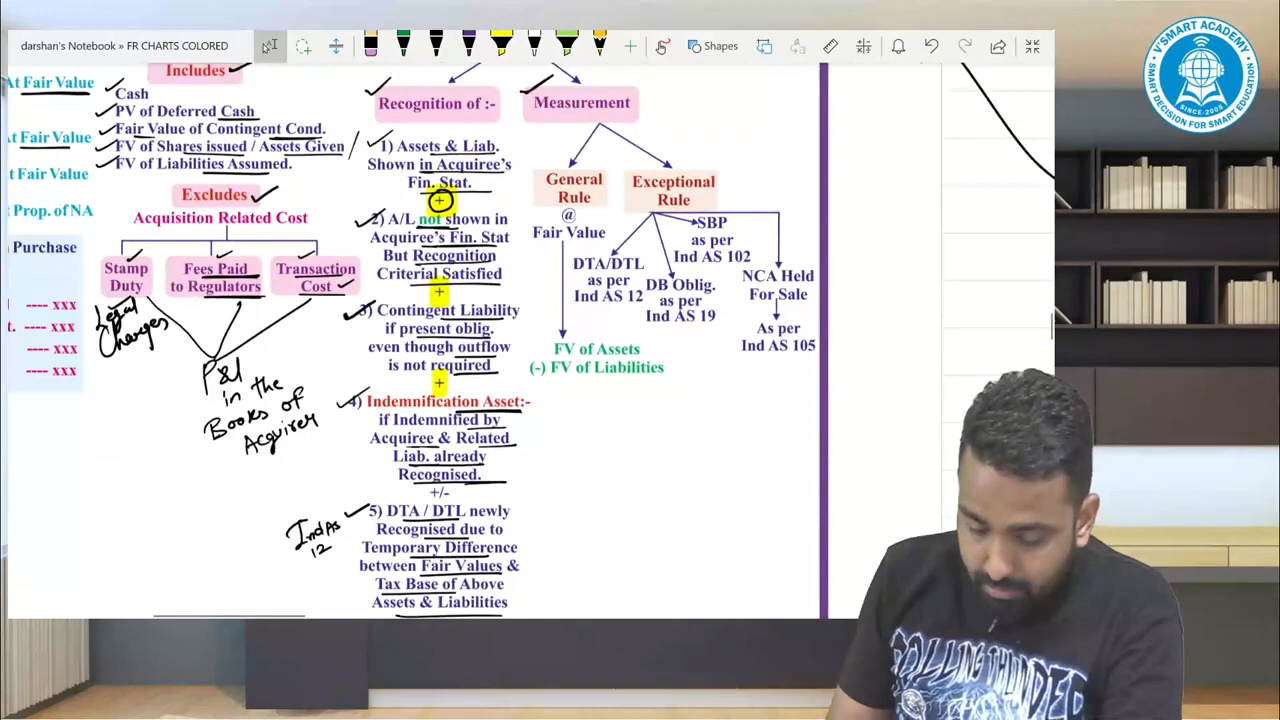 darshan's Notebook » FR CHARTS COLORED
Shapes
V'SMART ACADEMY
SMART DECISION FOR SMART EDUCATION
SINCE-2009
At Fair Value
At Fair Value
At Fair Value
t Prop. of NA
Purchase
---- xxx
t. ---- xxx
---- xxx
---- xxx
Includes
Cash
PV of Deferred Cash
Fair Value of Contingent Cond.
FV of Shares issued / Assets Given
FV of Liabilities Assumed.
Excludes
Acquisition Related Cost
Stamp
Duty
Fees Paid
to Regulators
Transaction
Cost
Legal
Charges
P&L
in the
Books of
Acquirer
Recognition of :-
1) Assets & Liab.
Shown in Acquiree's
Fin. Stat.
+
2) A/L not shown in
Acquiree's Fin. Stat
But Recognition
Criterial Satisfied
+
3) Contingent Liability
if present oblig.
even though outflow
is not required
+
4) Indemnification Asset:-
if Indemnified by
Acquiree & Related
Liab. already
Recognised.
+/-
Ind As
12
5) DTA / DTL newly
Recognised due to
Temporary Difference
between Fair Values &
Tax Base of Above
Assets & Liabilities
Measurement
General
Rule
@
Fair Value
FV of Assets
(-) FV of Liabilities
Exceptional
Rule
DTA/DTL
as per
Ind AS 12
DB Oblig.
as per
Ind AS 19
SBP
as per
Ind AS 102
NCA Held
For Sale
As per
Ind AS 105
ROLLING THUNDER